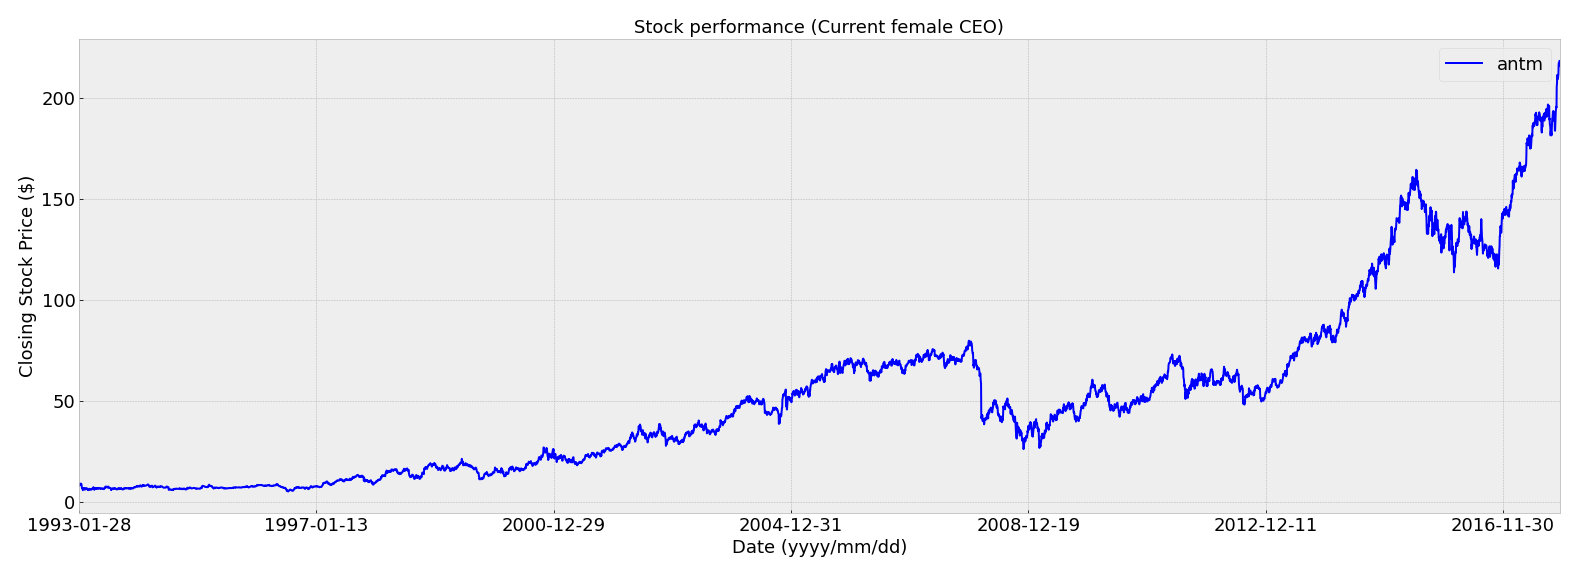 Stock performance (Current female CEO)
antm
200
150
100
50
0
Closing Stock Price ($)
1993-01-28 1997-01-13 2000-12-29 2004-12-31 2008-12-19 2012-12-11 2016-11-30
Date (yyyy/mm/dd)